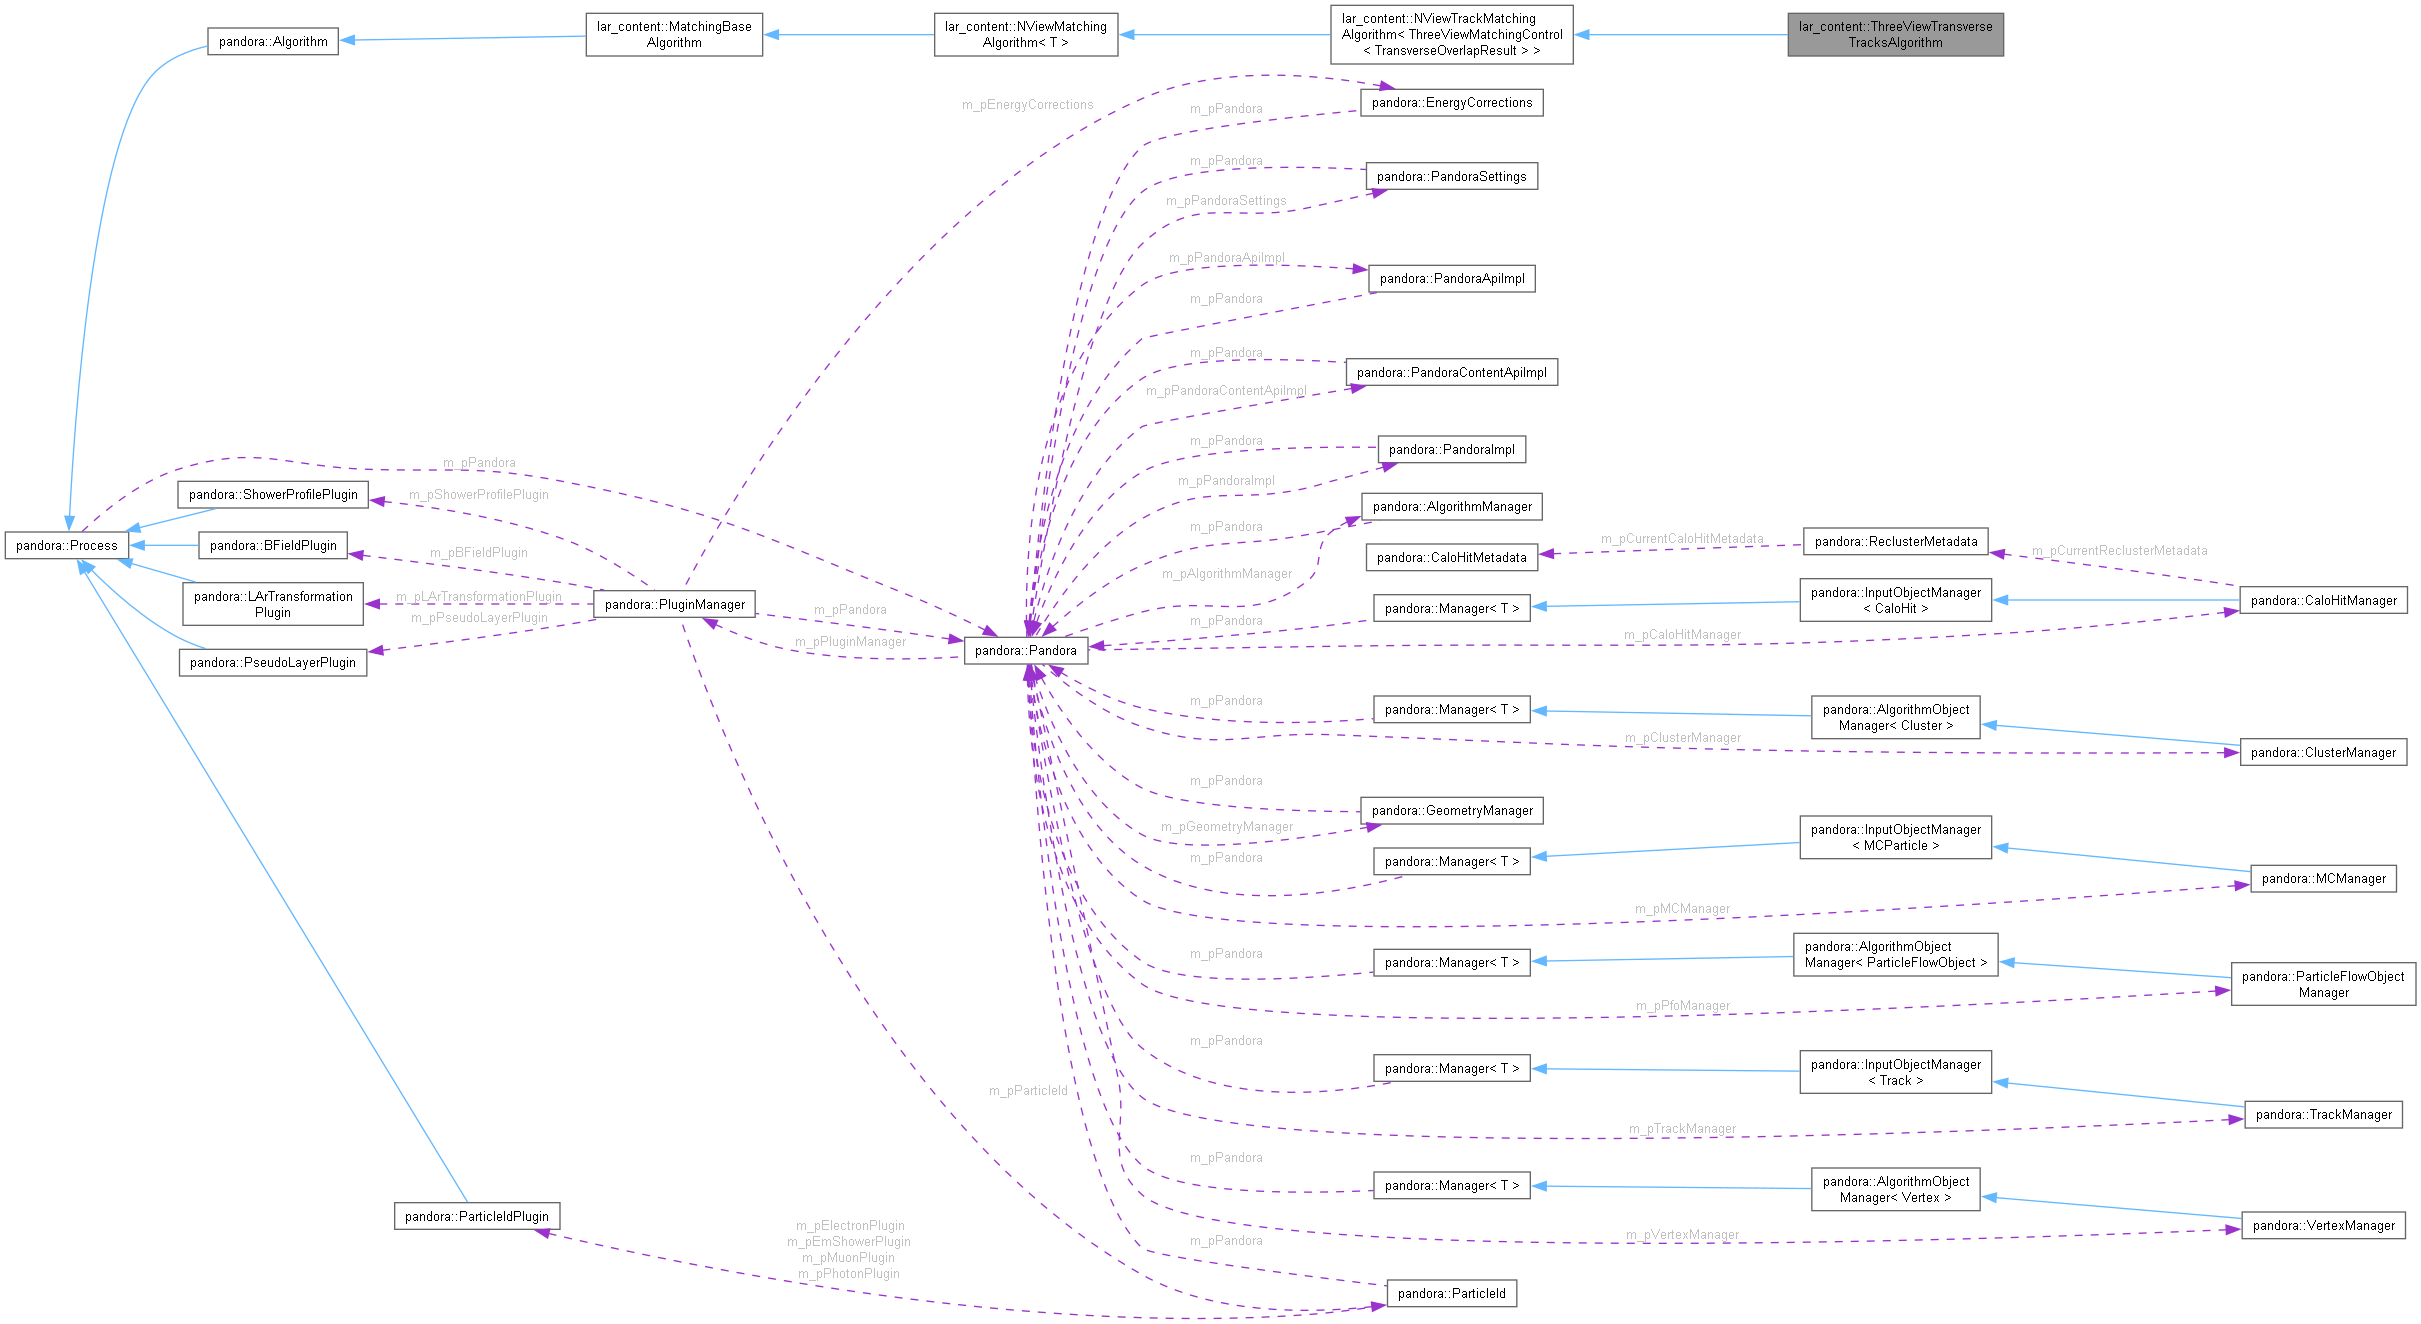 pandora::Algorithm
lar_content::MatchingBase
Algorithm
lar_content::NViewMatching
Algorithm< T >
lar_content::NViewTrackMatching
Algorithm< ThreeViewMatchingControl
< TransverseOverlapResult > >
lar_content::ThreeViewTransverse
TracksAlgorithm
m_pEnergyCorrections
pandora::EnergyCorrections
m_pPandora
m_pPandora
pandora::PandoraSettings
m_pPandoraSettings
m_pPandoraApiImpl
pandora::PandoraApiImpl
m_pPandora
m_pPandora
pandora::PandoraContentApiImpl
m_pPandoraContentApiImpl
m_pPandora
pandora::PandoraImpl
m_pPandora
m_pPandoraImpl
pandora::ShowerProfilePlugin
m_pShowerProfilePlugin
pandora::AlgorithmManager
m_pPandora
pandora::Process
pandora::BFieldPlugin
m_pBFieldPlugin
pandora::CaloHitMetadata
m_pCurrentCaloHitMetadata
pandora::ReclusterMetadata
m_pCurrentReclusterMetadata
m_pAlgorithmManager
pandora::LArTransformation
Plugin
m_pLArTransformationPlugin
m_pPseudoLayerPlugin
pandora::PluginManager
m_pPandora
m_pPandora
pandora::Manager< T >
pandora::InputObjectManager
< CaloHit >
pandora::CaloHitManager
m_pCaloHitManager
m_pPluginManager
pandora::Pandora
pandora::PseudoLayerPlugin
m_pPandora
pandora::Manager< T >
pandora::AlgorithmObject
Manager< Cluster >
m_pClusterManager
pandora::ClusterManager
m_pPandora
pandora::GeometryManager
m_pGeometryManager
m_pPandora
pandora::Manager< T >
pandora::InputObjectManager
< MCParticle >
pandora::MCManager
m_pMCManager
m_pPandora
pandora::Manager< T >
pandora::AlgorithmObject
Manager< ParticleFlowObject >
pandora::ParticleFlowObject
Manager
m_pPfoManager
m_pPandora
pandora::Manager< T >
pandora::InputObjectManager
< Track >
m_pParticleId
pandora::TrackManager
m_pTrackManager
m_pPandora
pandora::Manager< T >
pandora::AlgorithmObject
Manager< Vertex >
pandora::VertexManager
m_pVertexManager
pandora::ParticleIdPlugin
m_pElectronPlugin
m_pEmShowerPlugin
m_pMuonPlugin
m_pPhotonPlugin
m_pPandora
pandora::ParticleId